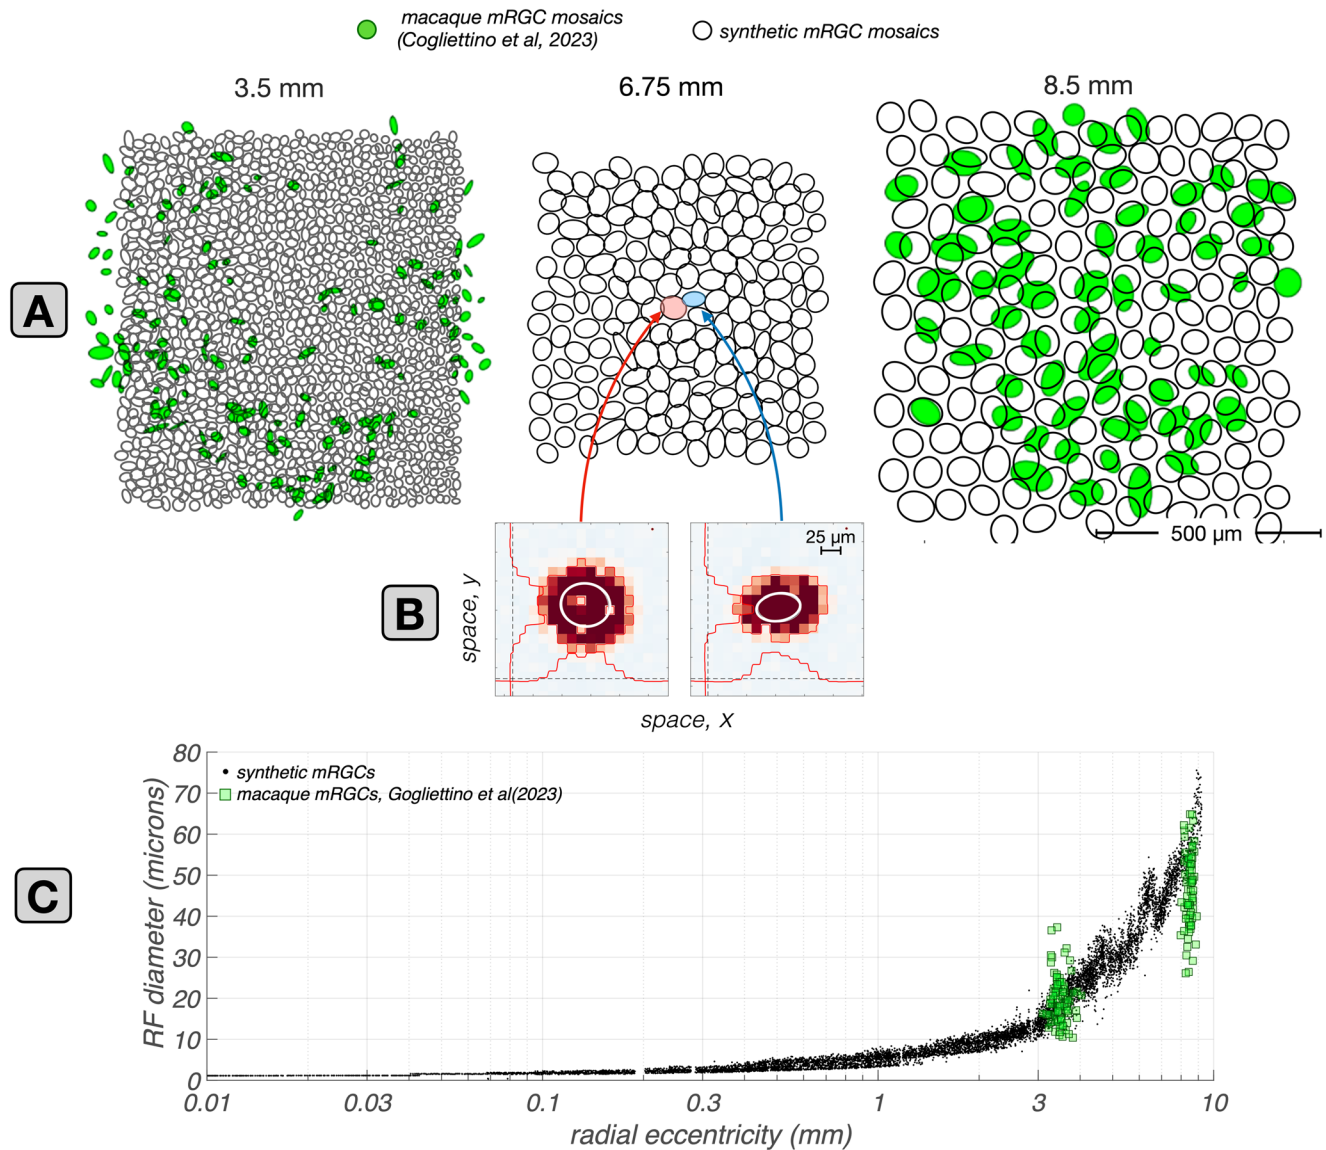 macaque mRGC mosaics
(Cogliettino et al, 2023)
synthetic mRGC mosaics
3.5 mm
6.75 mm
8.5 mm
A
500 µm
B
space, y
25 µm
space, x
C
80
70
60
50
40
30
20
10
0
RF diameter (microns)
synthetic mRGCs
macaque mRGCs, Gogliettino et al(2023)
0.01
0.03
0.1
0.3
1
3
10
radial eccentricity (mm)